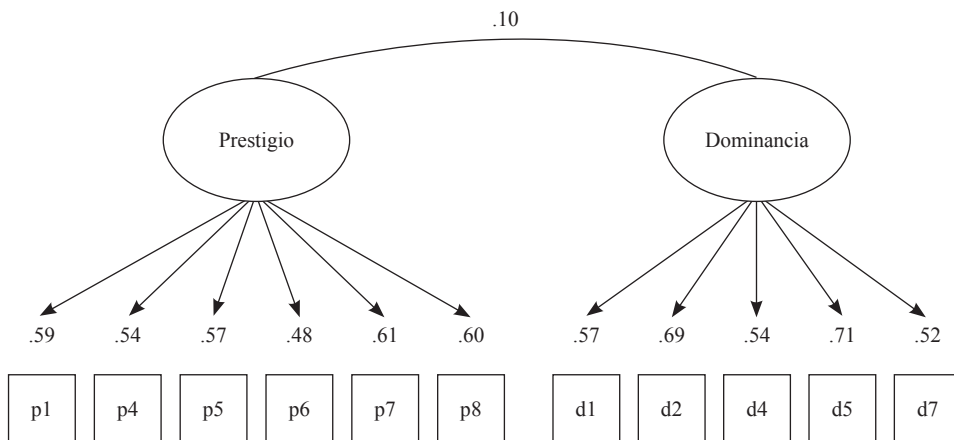 .10
Prestigio Dominancia
.59 .54 .57 .48 .61 .60 .57 .69 .54 .71 .52
p1 p4 p5 p6 p7 p8 d1 d2 d4 d5 d7